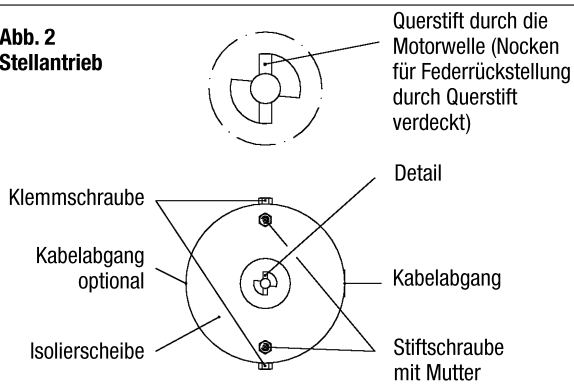 Abb. 2
Stellantrieb
Querstift durch die
Motorwelle (Nocken
für Federrückstellung
durch Querstift
verdeckt)
Detail
Klemmschraube
Kabelabgang
optional
Kabelabgang
Isolierscheibe
Stiftschraube
mit Mutter